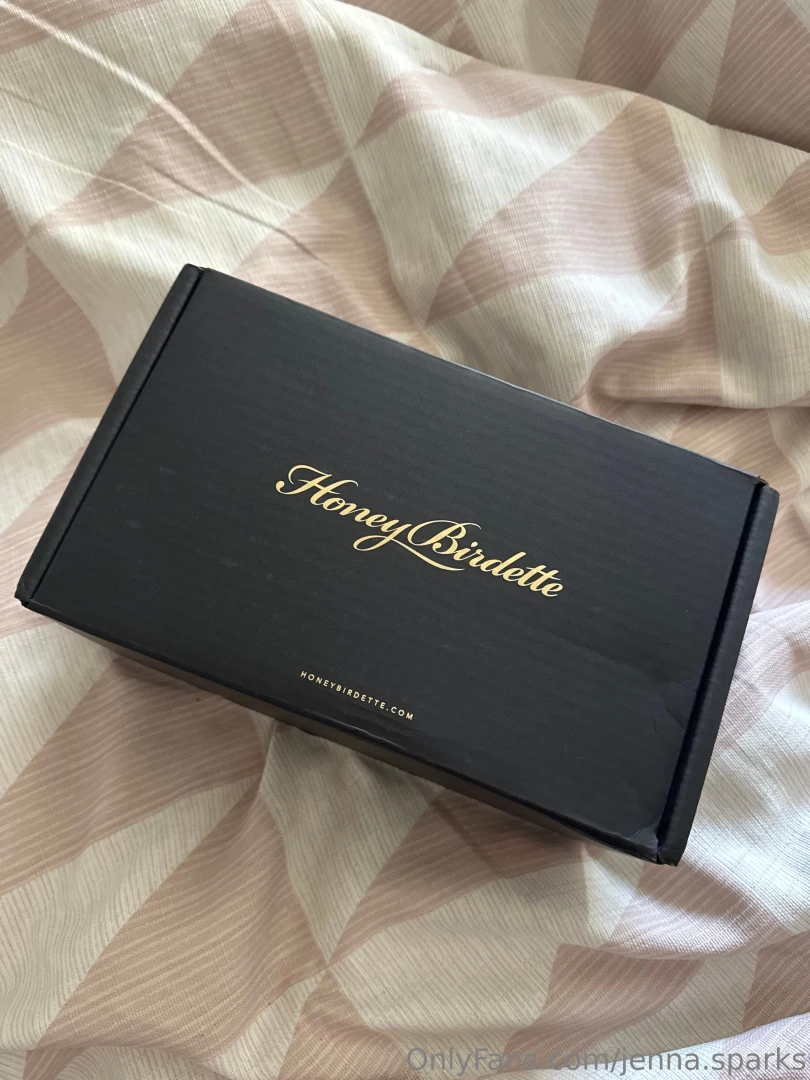 Honey Birdette
HONEYBIRDETTE.COM
OnlyFans.com/jenna.sparks